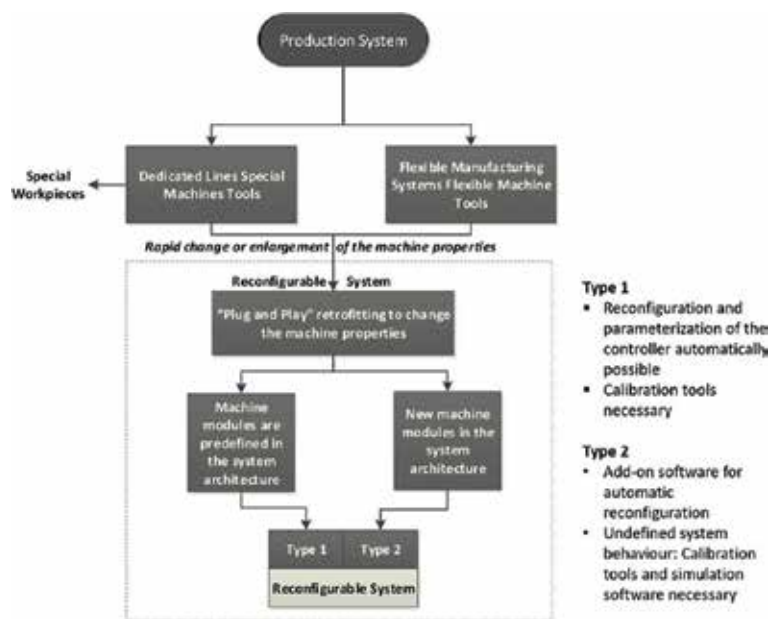 Production System
Dedicated Lines Special
Machines Tools
Flexible Manufacturing
Systems Flexible Machine
Tools
Special
Workpieces
Rapid change or enlargement of the machine properties
Reconfigurable System
"Plug and Play" retrofitting to change
the machine properties
Machine
modules are
predefined in
the system
architecture
New machine
modules in the
system
architecture
Type 1 Type 2
Reconfigurable System
Type 1
▪ Reconfiguration and
parameterization of the
controller automatically
possible
▪ Calibration tools
necessary
Type 2
• Add-on software for
automatic
reconfiguration
• Undefined system
behaviour: Calibration
tools and simulation
software necessary